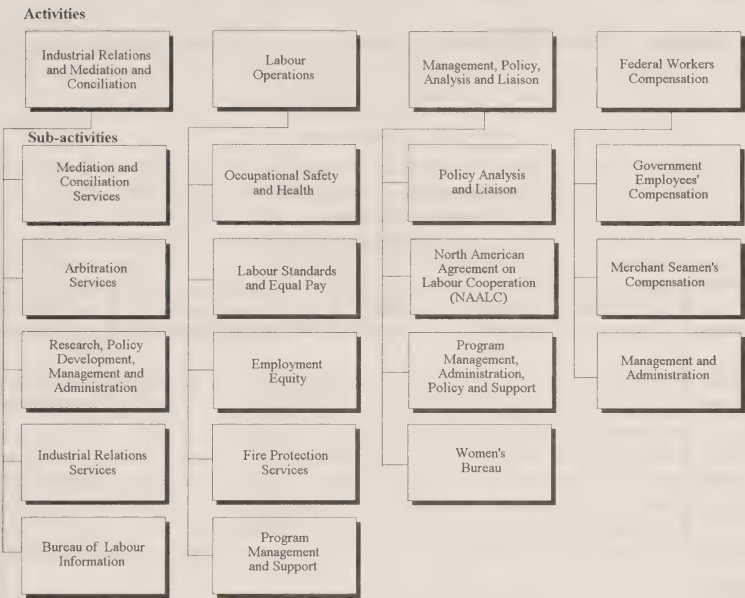 Activities
Industrial Relations
and Mediation and
Conciliation
Labour
Operations
Management, Policy,
Analysis and Liaison
Federal Workers
Compensation
Sub-activities
Mediation and
Conciliation
Services
Occupational Safety
and Health
Policy Analysis
and Liaison
Government
Employees'
Compensation
Arbitration
Services
Labour Standards
and Equal Pay
North American
Agreement on
Labour Cooperation
(NAALC)
Merchant Seamen's
Compensation
Research, Policy
Development,
Management and
Administration
Employment
Equity
Program
Management,
Administration,
Policy and Support
Management and
Administration
Industrial Relations
Services
Fire Protection
Services
Women's
Bureau
Bureau of Labour
Information
Program
Management
and Support